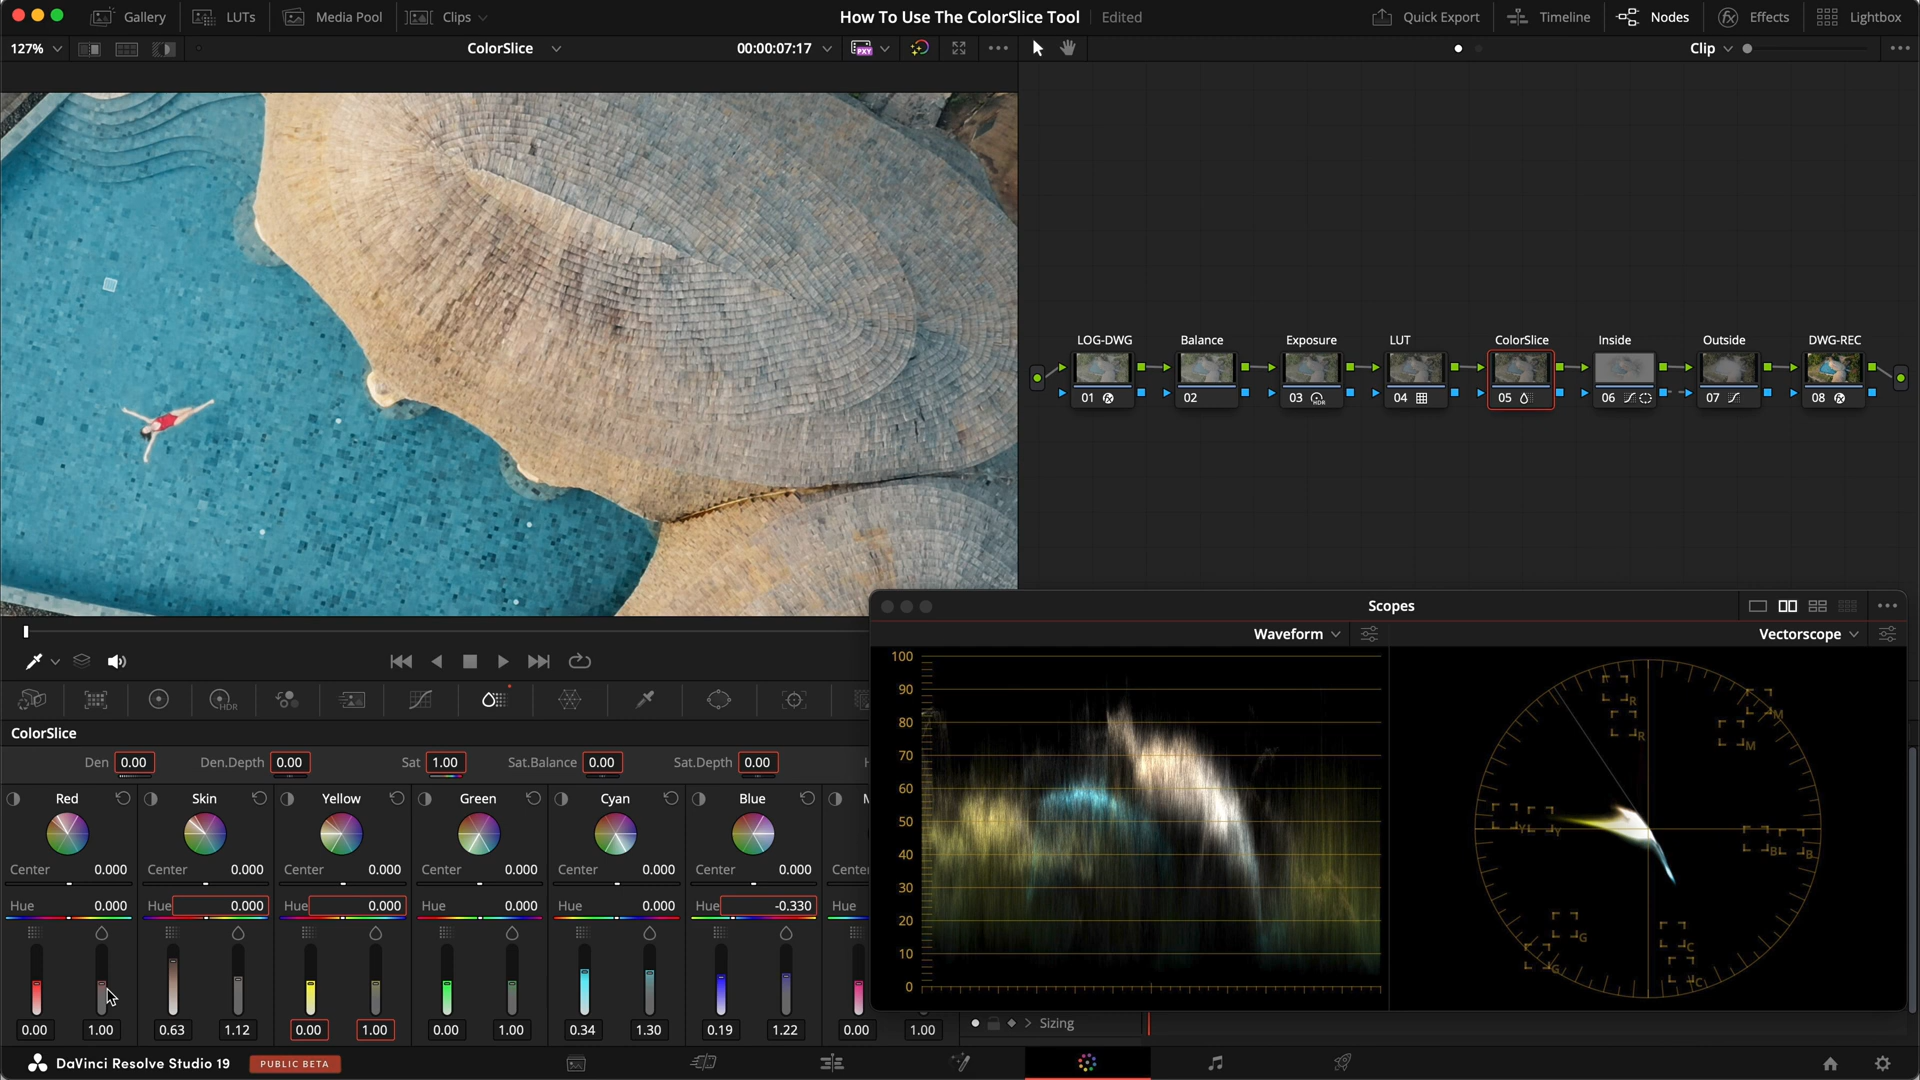 Gallery LUTs Media Pool Clips How To Use The ColorSlice Tool Edited Quick Export Timeline Nodes Effects Lightbox
127% ColorSlice 00:00:07:17 PXY Clip
LOG-DWG Balance Exposure LUT ColorSlice Inside Outside DWG-REC
01 02 03 HDR 04 05 06 07 08
Scopes
Waveform Vectorscope
100
90
80
70
60
50
40
30
20
10
0
R M
R M
Y Y B B
G C
G C
HDR
ColorSlice
Den 0.00 Den.Depth 0.00 Sat 1.00 Sat.Balance 0.00 Sat.Depth 0.00 H
Red Skin Yellow Green Cyan Blue M
Center 0.000 Center 0.000 Center 0.000 Center 0.000 Center 0.000 Center 0.000 Center
Hue 0.000 Hue 0.000 Hue 0.000 Hue 0.000 Hue 0.000 Hue -0.330 Hue
0.00 1.00 0.63 1.12 0.00 1.00 0.00 1.00 0.34 1.30 0.19 1.22 0.00 1.00
Sizing
DaVinci Resolve Studio 19 PUBLIC BETA